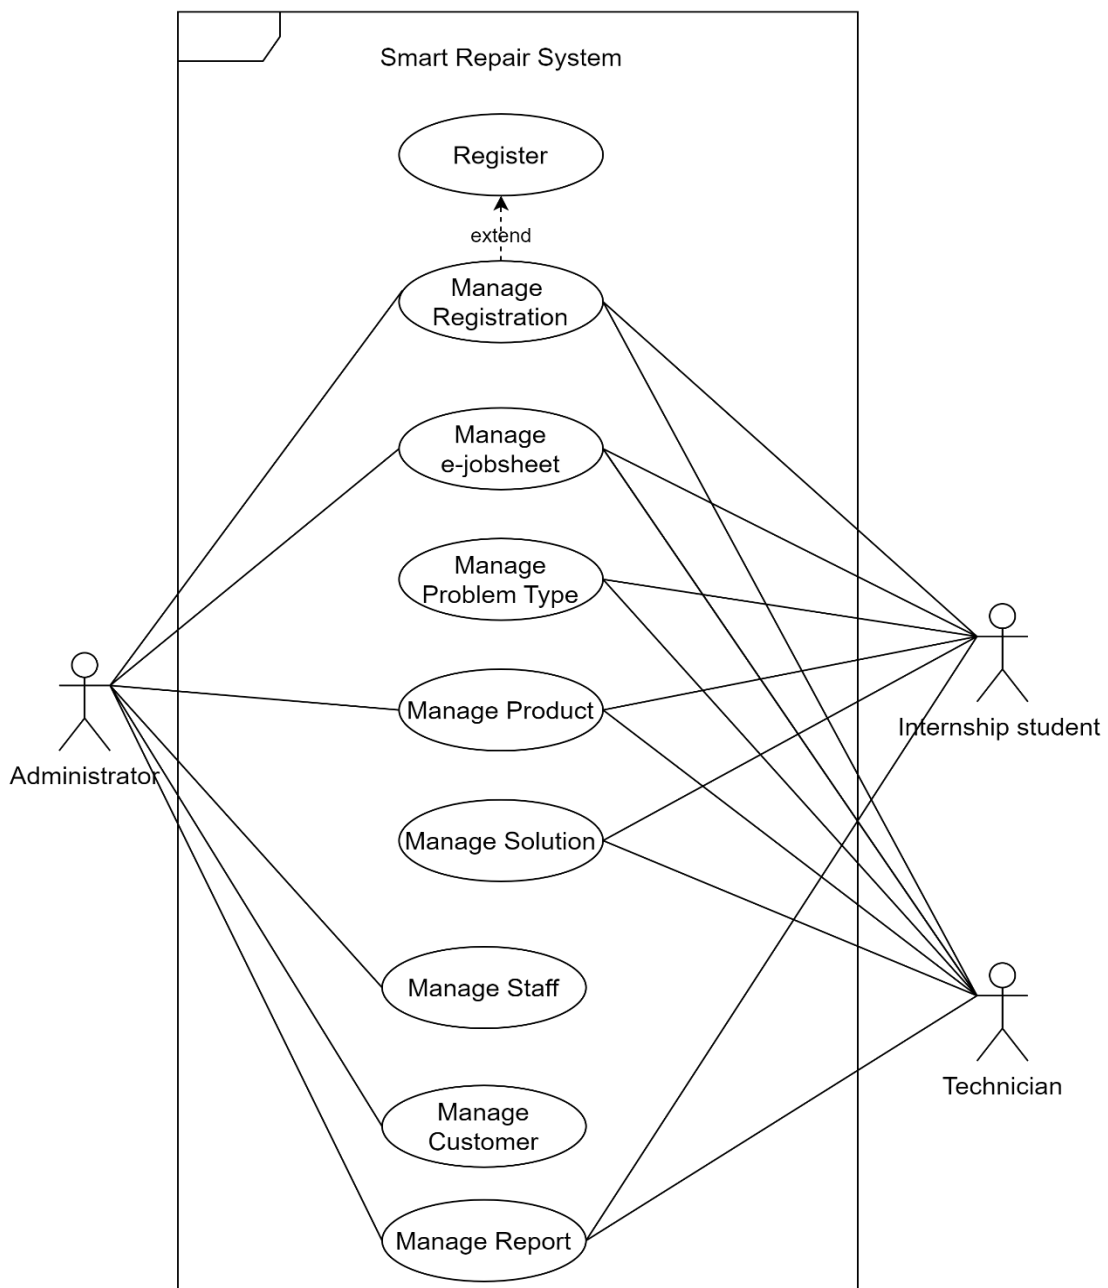 Smart Repair System
Register
extend
Manage
Registration
Manage
e-jobsheet
Manage
Problem Type
Manage Product
Internship student
Administrator
Manage Solution
Manage Staff
Technician
Manage
Customer
Manage Report